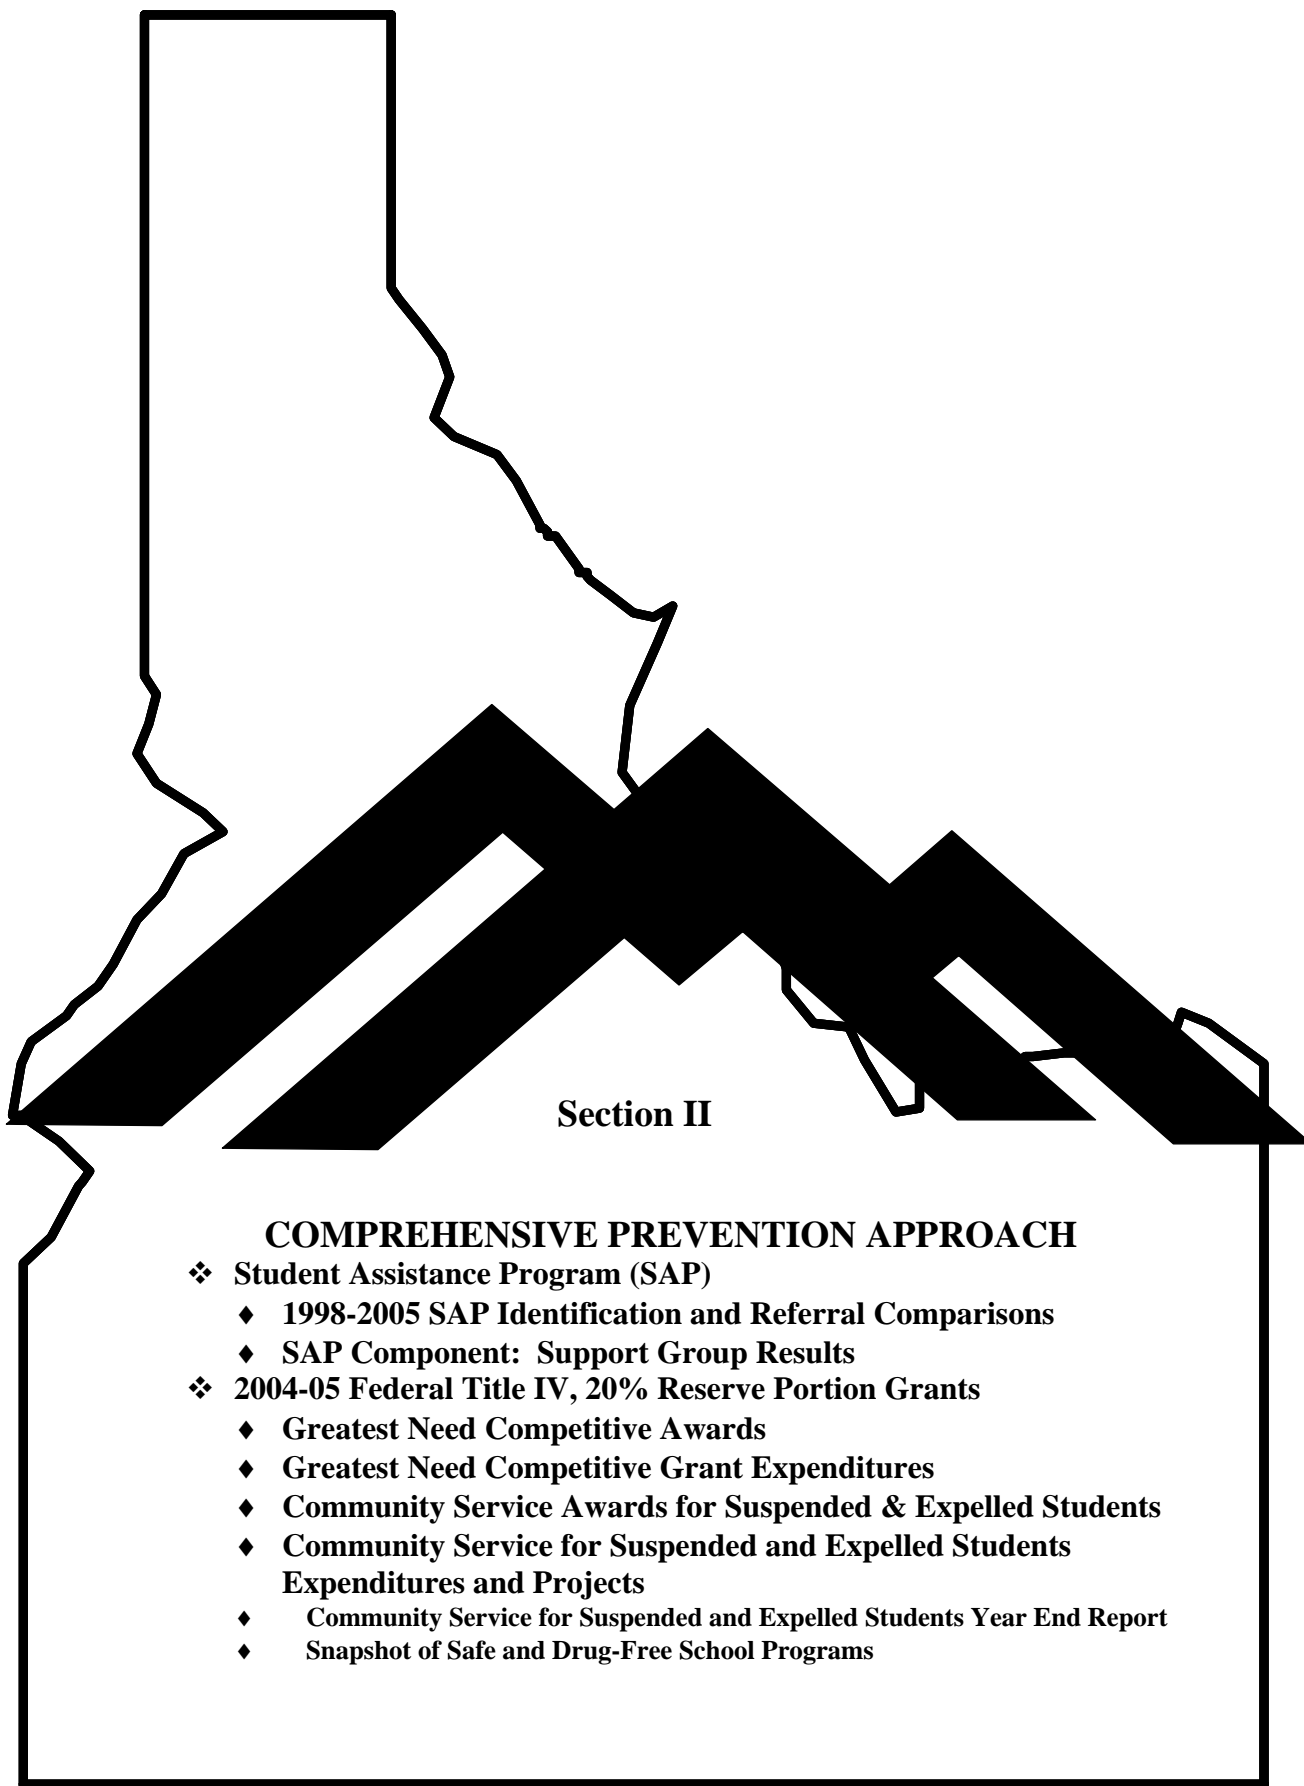 Section II
COMPREHENSIVE PREVENTION APPROACH
❖ Student Assistance Program (SAP)
♦ 1998-2005 SAP Identification and Referral Comparisons
♦ SAP Component:  Support Group Results
❖ 2004-05 Federal Title IV, 20% Reserve Portion Grants
♦ Greatest Need Competitive Awards
♦ Greatest Need Competitive Grant Expenditures
♦ Community Service Awards for Suspended & Expelled Students
♦ Community Service for Suspended and Expelled Students
Expenditures and Projects
♦ Community Service for Suspended and Expelled Students Year End Report
♦ Snapshot of Safe and Drug-Free School Programs